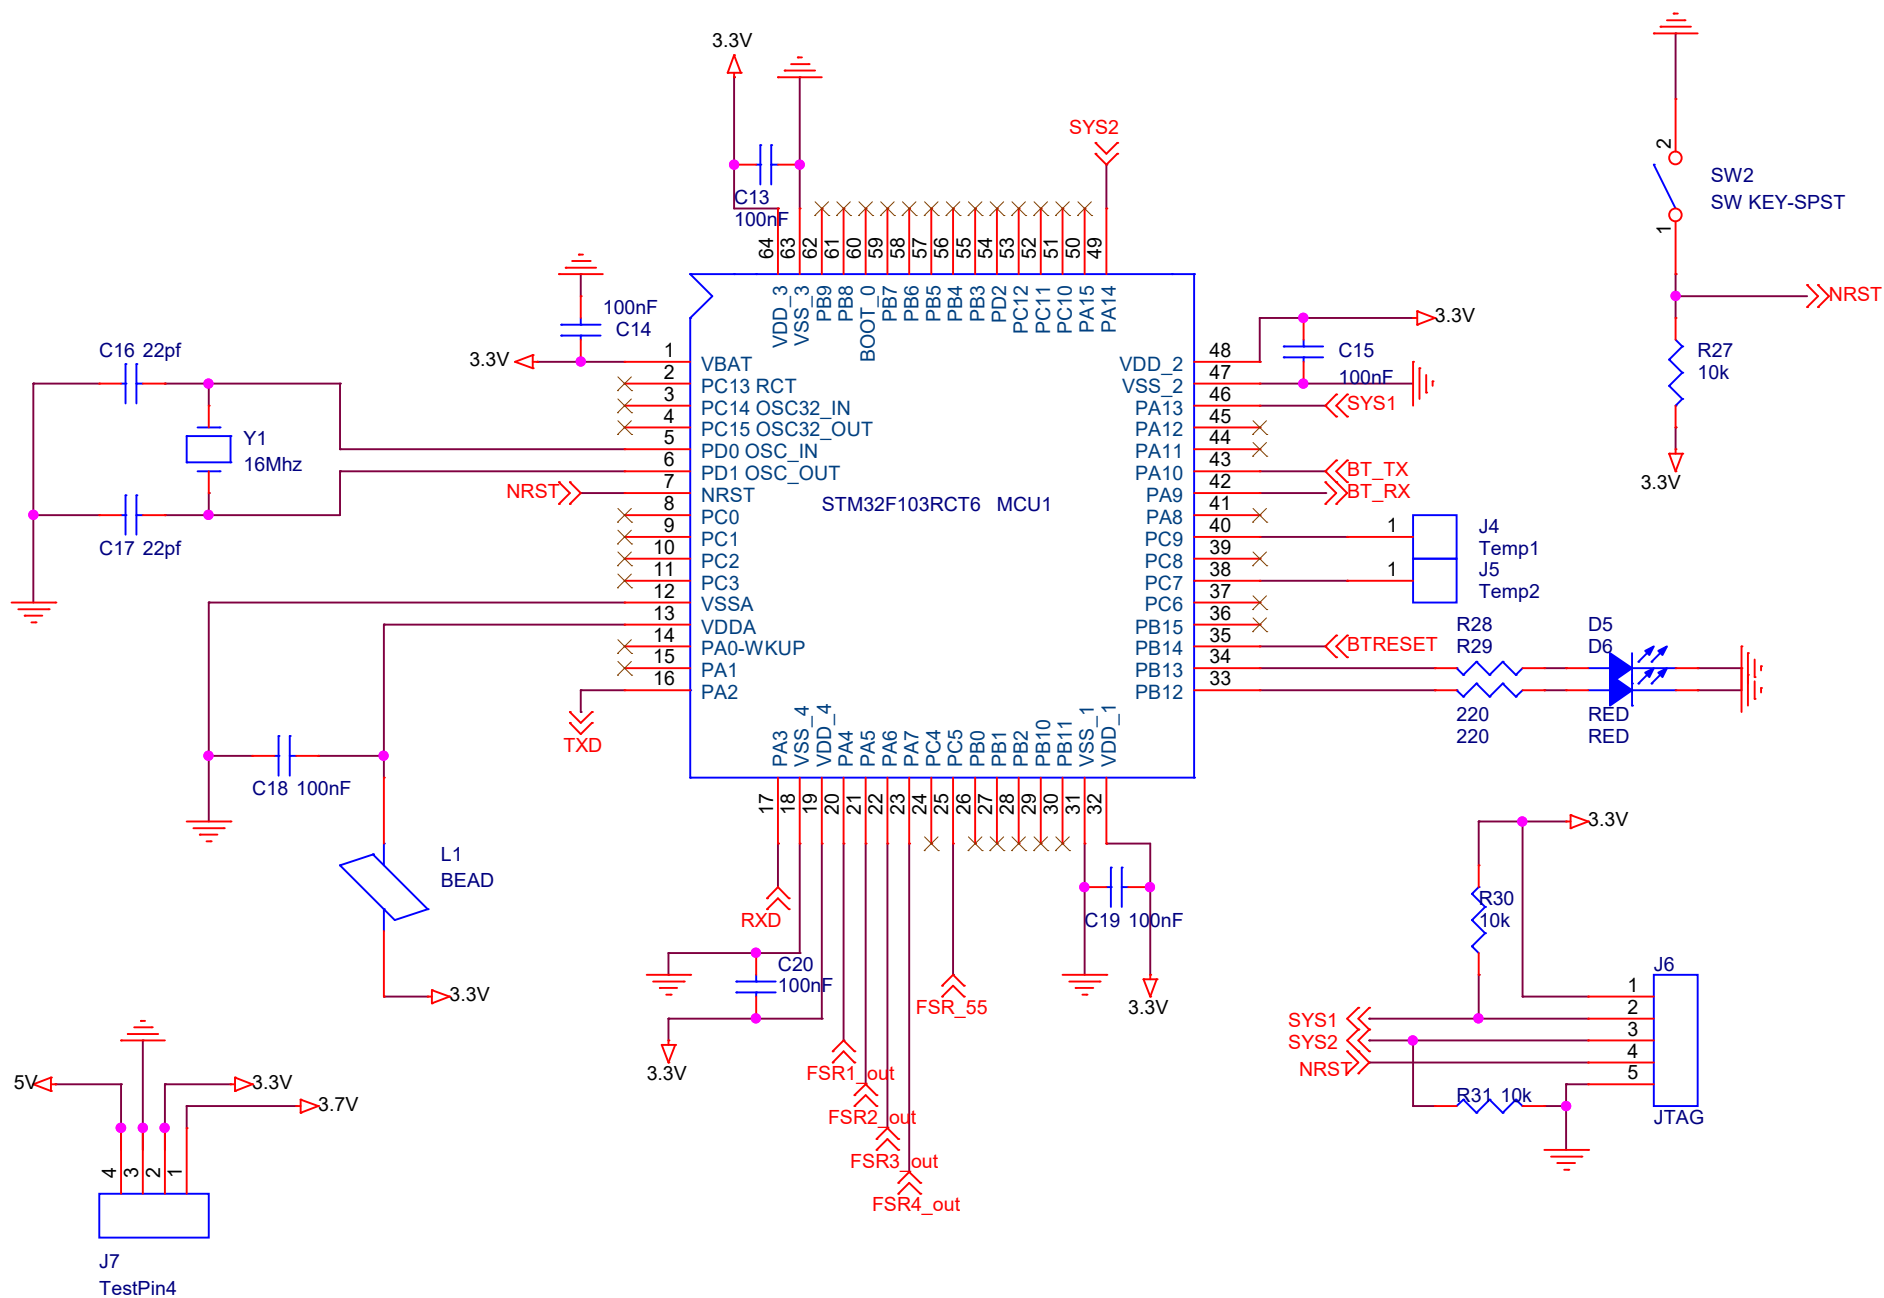 3.3V
C13
100nF
SYS2
64
63
62
61
60
59
58
57
56
55
54
53
52
51
50
49
VDD_3
VSS_3
PB9
PB8
BOOT_0
PB7
PB6
PB5
PB4
PB3
PD2
PC12
PC11
PC10
PA15
PA14
2
1
SW2
SW KEY-SPST
NRST
R27
10k
3.3V
100nF
C14
3.3V
C16 22pf
Y1
16Mhz
C17 22pf
NRST
1
2
3
4
5
6
7
8
9
10
11
12
13
14
15
16
VBAT
PC13 RCT
PC14 OSC32_IN
PC15 OSC32_OUT
PD0 OSC_IN
PD1 OSC_OUT
NRST
PC0
PC1
PC2
PC3
VSSA
VDDA
PA0-WKUP
PA1
PA2
STM32F103RCT6 MCU1
VDD_2
VSS_2
PA13
PA12
PA11
PA10
PA9
PA8
PC9
PC8
PC7
PC6
PB15
PB14
PB13
PB12
48
47
46
45
44
43
42
41
40
39
38
37
36
35
34
33
3.3V
C15
100nF
SYS1
BT_TX
BT_RX
1
J4
Temp1
1
J5
Temp2
BTRESET
R28
R29
220
220
D5
D6
RED
RED
TXD
C18 100nF
L1
BEAD
3.3V
PA3
VSS_4
VDD_4
PA4
PA5
PA6
PA7
PC4
PC5
PB0
PB1
PB2
PB10
PB11
VSS_1
VDD_1
17
18
19
20
21
22
23
24
25
26
27
28
29
30
31
32
RXD
C20
100nF
3.3V
FSR1_out
FSR2_out
FSR3_out
FSR4_out
FSR_55
C19 100nF
3.3V
3.3V
R30
10k
J6
1
2
3
4
5
SYS1
SYS2
NRST
R31 10k
JTAG
5V
3.3V
3.7V
4
3
2
1
J7
TestPin4